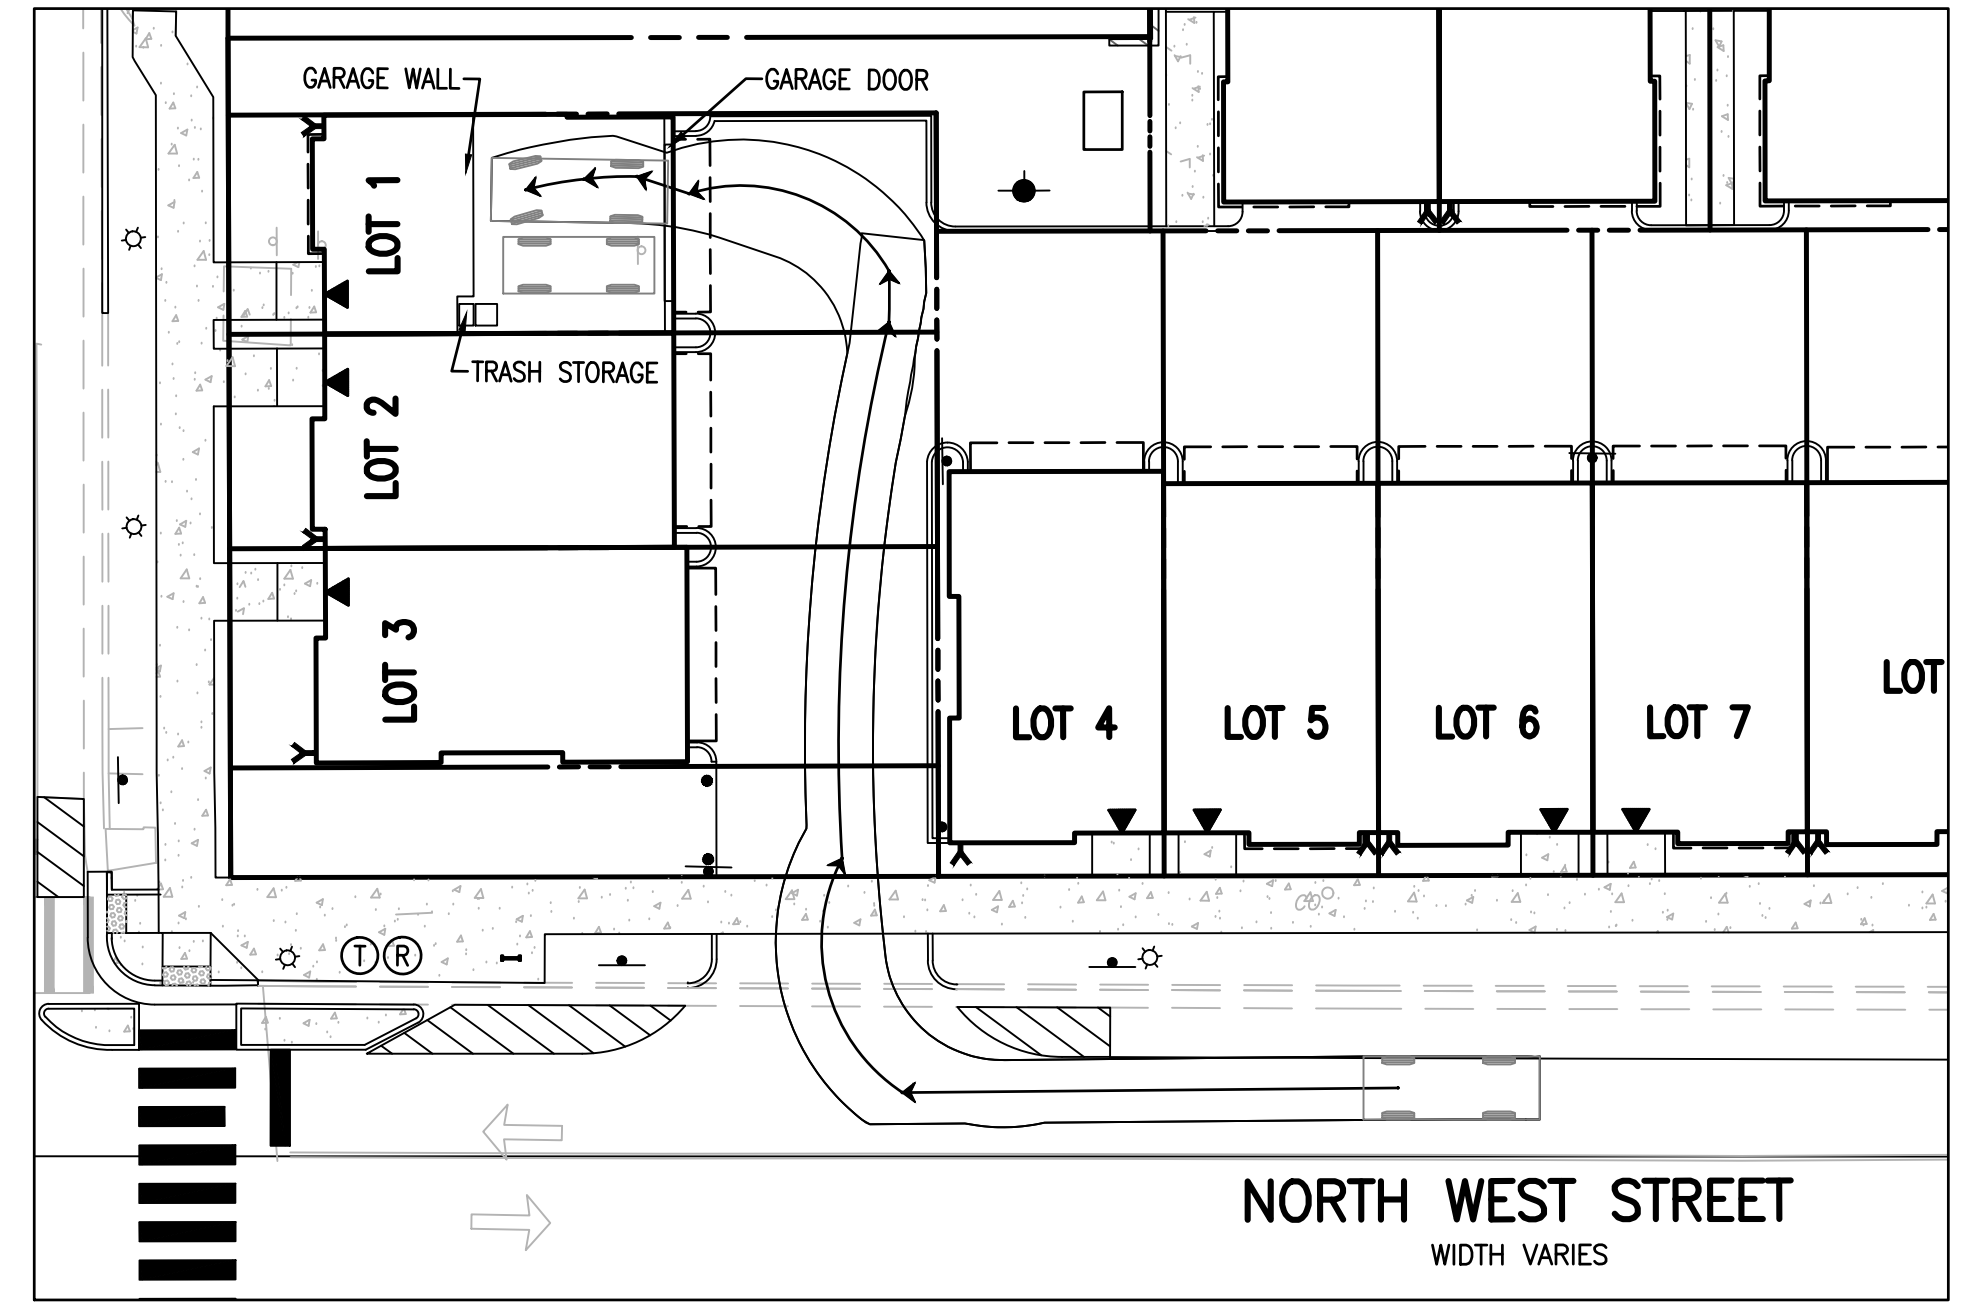 GARAGE WALL
GARAGE DOOR
LOT 1
TRASH STORAGE
LOT 2
LOT 3
LOT 4
LOT 5
LOT 6
LOT 7
LOT
T
R
CO
NORTH WEST STREET
WIDTH VARIES